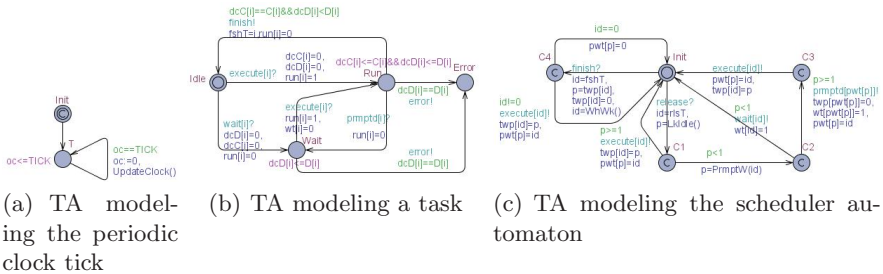 Init
T
oc<=TICK
oc==TICK
oc:=0,
UpdateClock()
(a) TA model-
ing the periodic
clock tick
dcC[i]==C[i]&&dcD[i]<D[i]
finish!
fshT=i,run[i]=0
Idle
execute[i]?
dcC[i]=0,
dcD[i]=0,
run[i]=1
dcC[i]<=C[i]&&dcD[i]<=D[i]
Run
Error
dcD[i]==D[i]
error!
wait[i]?
dcD[i]=0,
dcC[i]=0,
run[i]=0
execute[i]?
run[i]=1,
wt[i]=0
prmptd[i]?
run[i]=0
Wait
dcD[i]<=D[i]
error!
dcD[i]==D[i]
(b) TA modeling a task
id==0
pwt[p]=0
C4
Init
C3
finish?
id=fshT,
p=twp[id],
twp[id]=0,
id=WhWk()
execute[id]!
pwt[p]=id,
twp[id]=p
id!=0
execute[id]!
twp[id]=p,
pwt[p]=id
release?
id=rlsT,
p=LkIdle()
p>=1
prmptd[pwt[p]]!
twp[pwt[p]]=0,
wt[pwt[p]]=1,
pwt[p]=id
p<1
wait[id]!
wt[id]=1
p>=1
execute[id]!
twp[id]=p,
pwt[p]=id
C1
p<1
p=PrmptW(id)
C2
(c) TA modeling the scheduler au-
tomaton